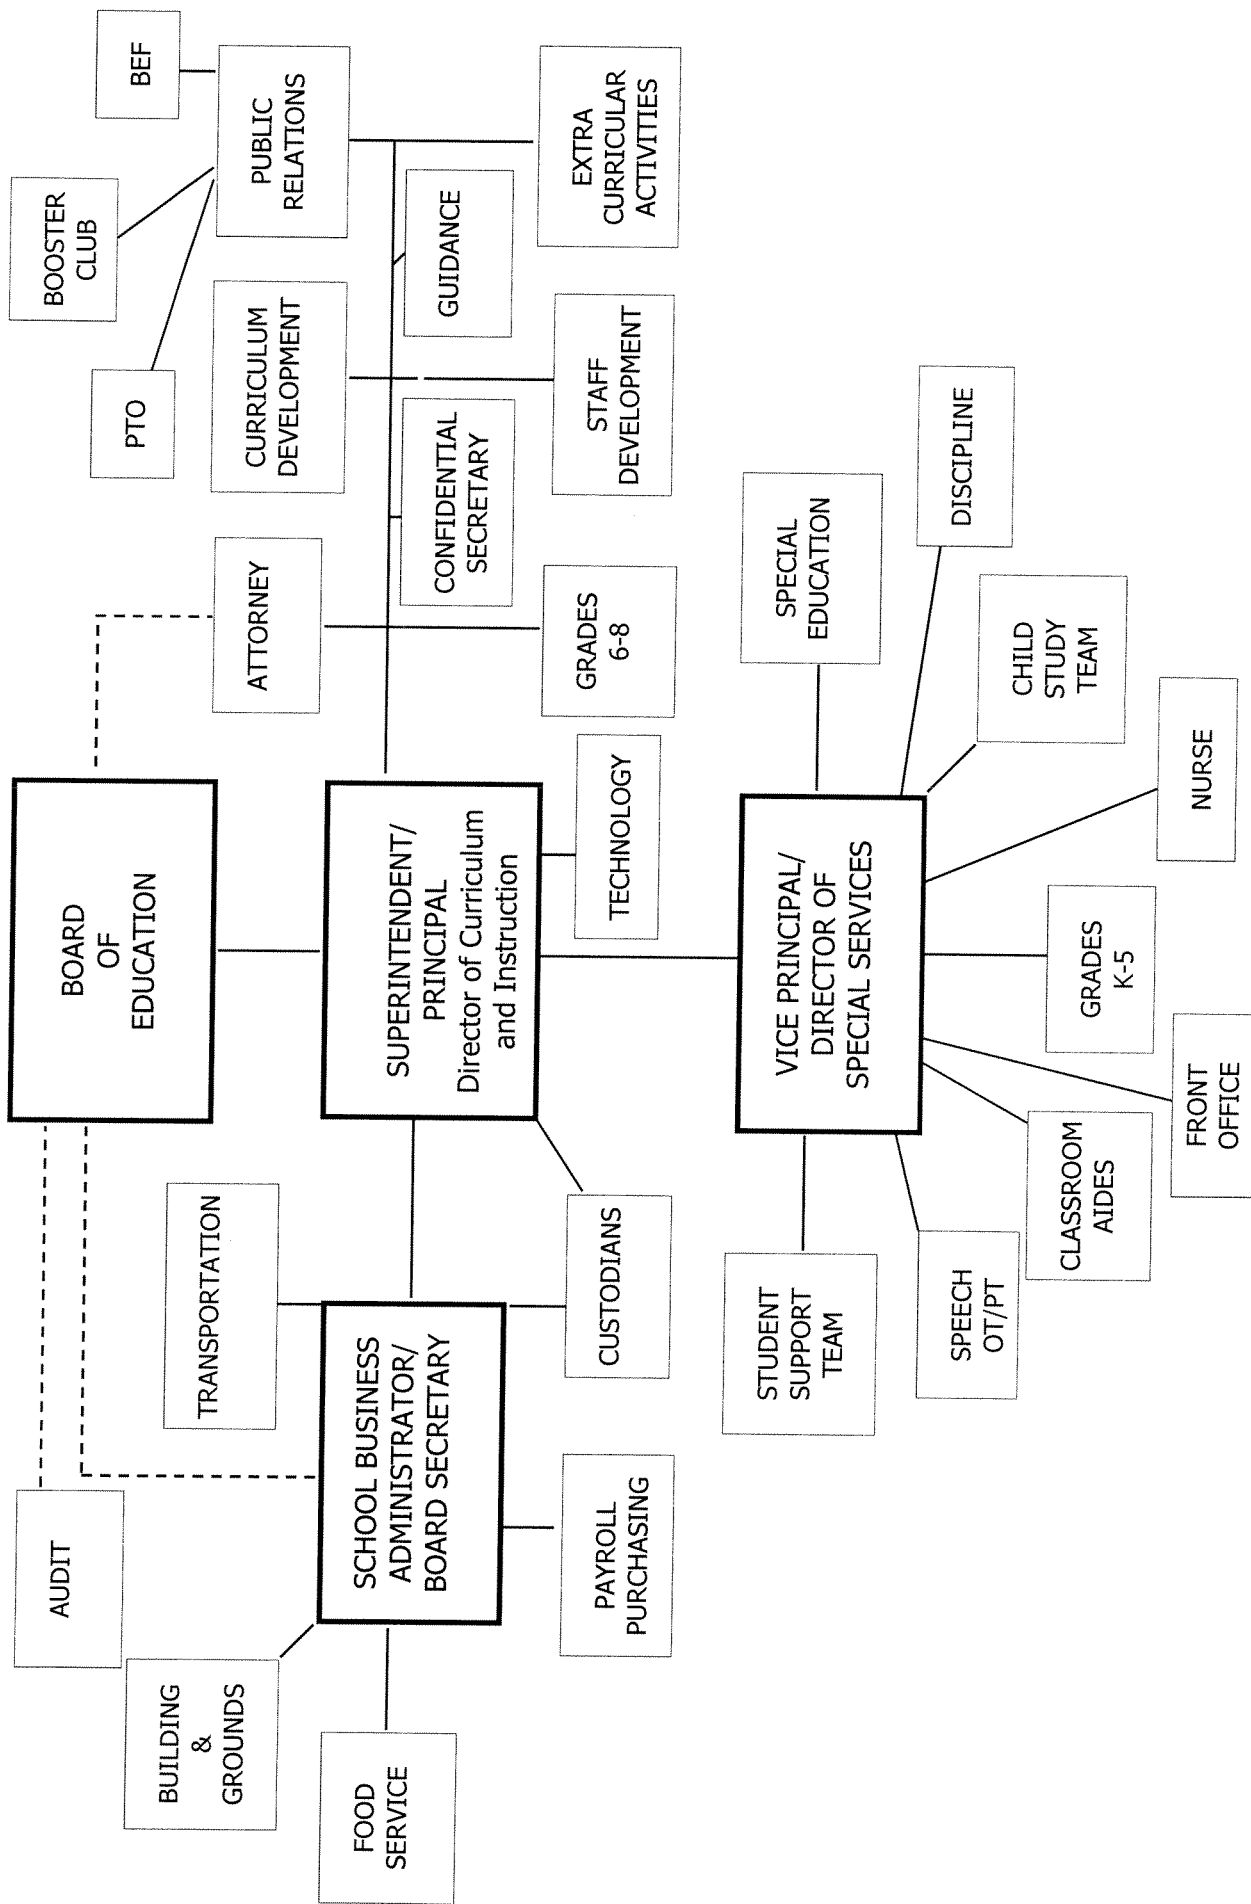 BOARD
OF
EDUCATION
AUDIT
BOOSTER
CLUB
BEF
PTO
BUILDING
&
GROUNDS
TRANSPORTATION
ATTORNEY
CURRICULUM
DEVELOPMENT
PUBLIC
RELATIONS
FOOD
SERVICE
SCHOOL BUSINESS
ADMINISTRATOR/
BOARD SECRETARY
SUPERINTENDENT/
PRINCIPAL
Director of Curriculum
and Instruction
CONFIDENTIAL
SECRETARY
GUIDANCE
PAYROLL
PURCHASING
CUSTODIANS
TECHNOLOGY
GRADES
6-8
STAFF
DEVELOPMENT
EXTRA
CURRICULAR
ACTIVITIES
STUDENT
SUPPORT
TEAM
VICE PRINCIPAL/
DIRECTOR OF
SPECIAL SERVICES
SPECIAL
EDUCATION
SPEECH
OT/PT
DISCIPLINE
CLASSROOM
AIDES
GRADES
K-5
CHILD
STUDY
TEAM
FRONT
OFFICE
NURSE